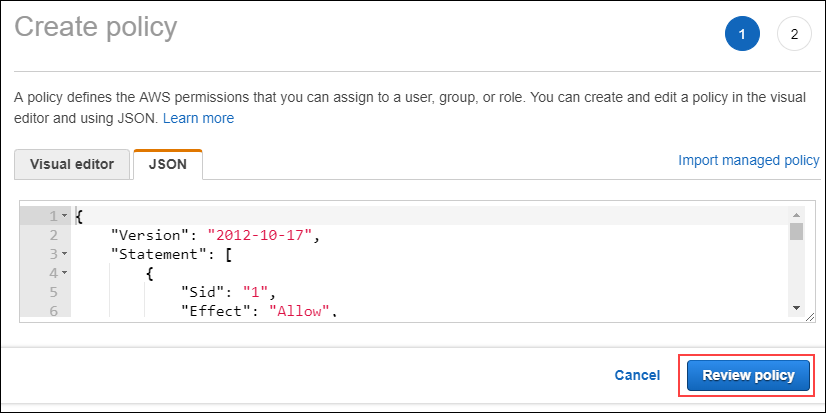 Create policy
1
2
A policy defines the AWS permissions that you can assign to a user, group, or role. You can create and edit a policy in the visual
editor and using JSON. Learn more
Visual editor
JSON
Import managed policy
1 {
2 "Version": "2012-10-17",
3 "Statement": [
4 {
5 "Sid": "1",
6 "Effect": "Allow",
Cancel
Review policy